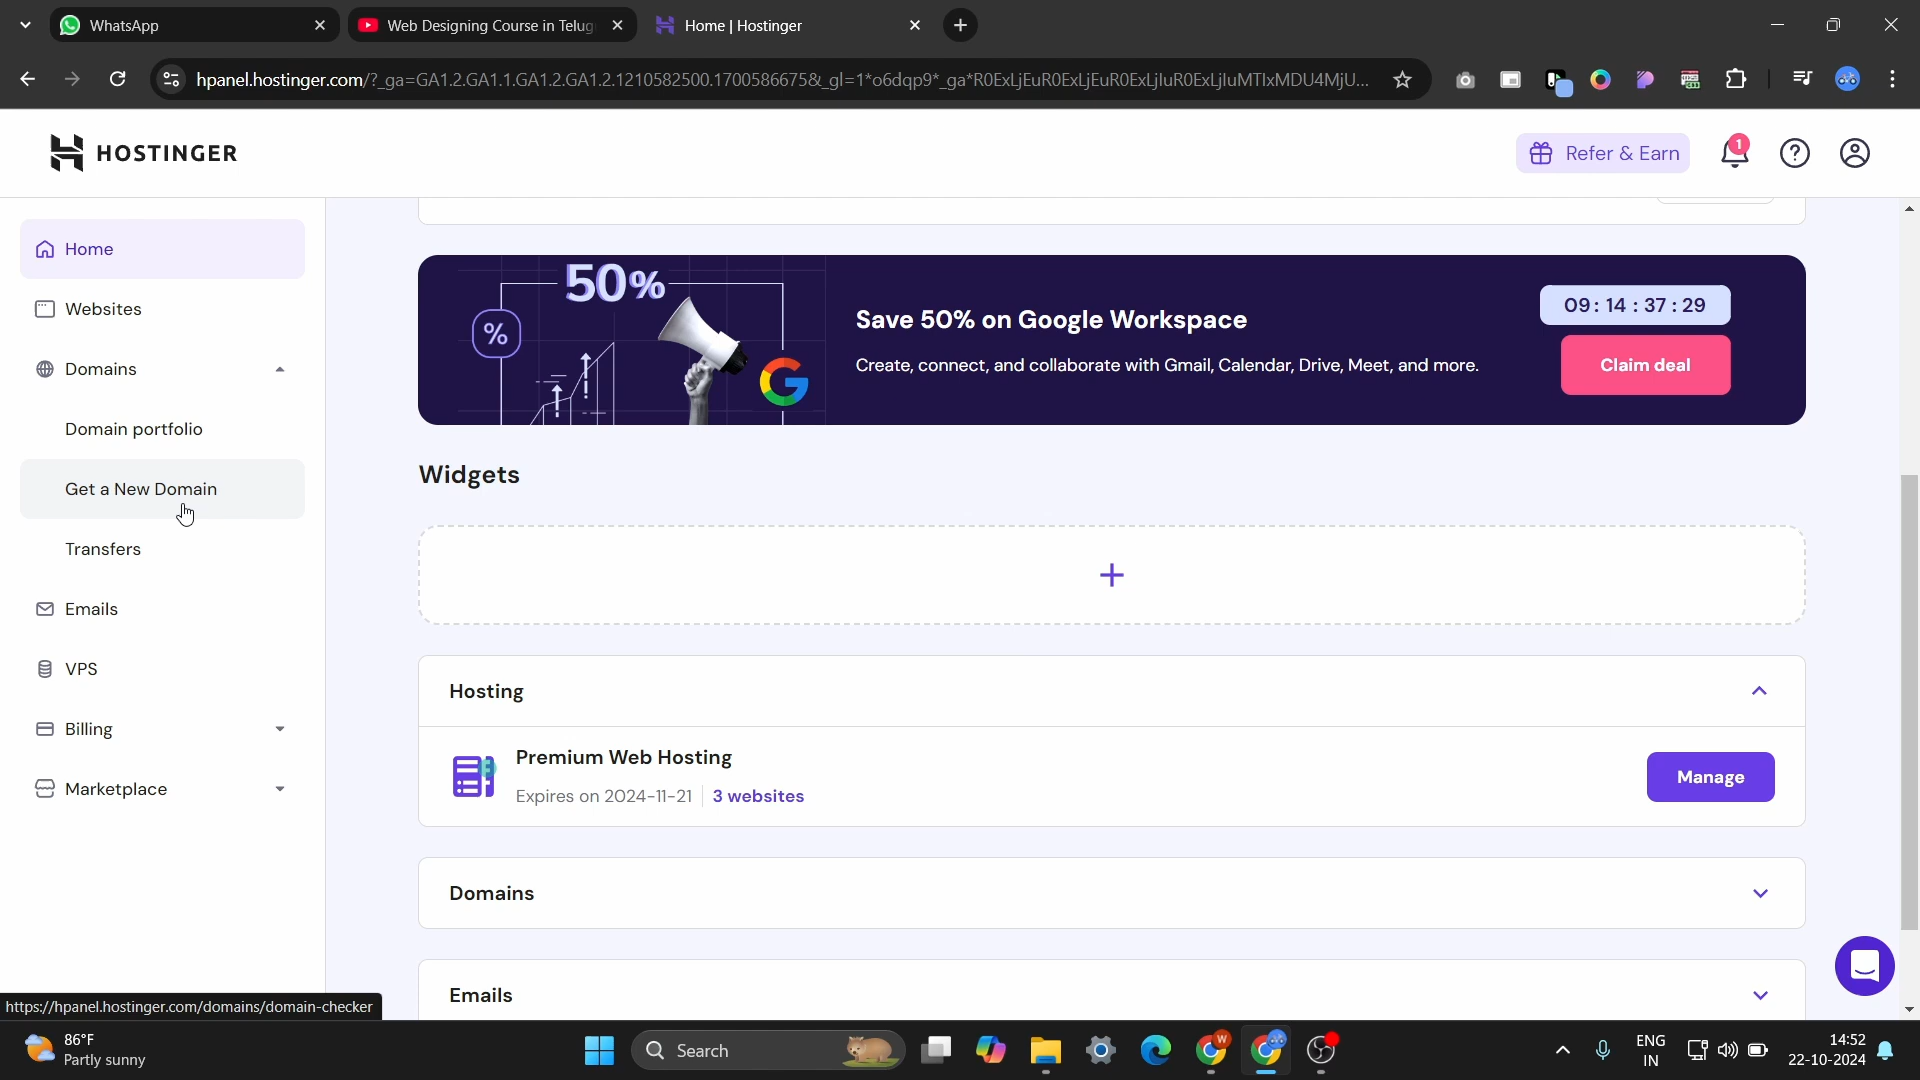 WhatsApp
Web Designing Course in Telug
Home | Hostinger
hpanel.hostinger.com/?_ga=GA1.2.GA1.1.GA1.2.GA1.2.1210582500.1700586675&_gl=1*o6dqp9*_ga*R0ExLjEuR0ExLjEuR0ExLjIuR0ExLjIuMTIxMDU4MjU...
HOSTINGER
Refer & Earn
1
Home
Websites
Domains
Domain portfolio
Get a New Domain
Transfers
Emails
VPS
Billing
Marketplace
50%
%
Save 50% on Google Workspace
Create, connect, and collaborate with Gmail, Calendar, Drive, Meet, and more.
09 : 14 : 37 : 29
Claim deal
Widgets
+
Hosting
Premium Web Hosting
Expires on 2024-11-21
3 websites
Manage
Domains
Emails
https://hpanel.hostinger.com/domains/domain-checker
86°F
Partly sunny
Search
W
ENG
IN
14:52
22-10-2024